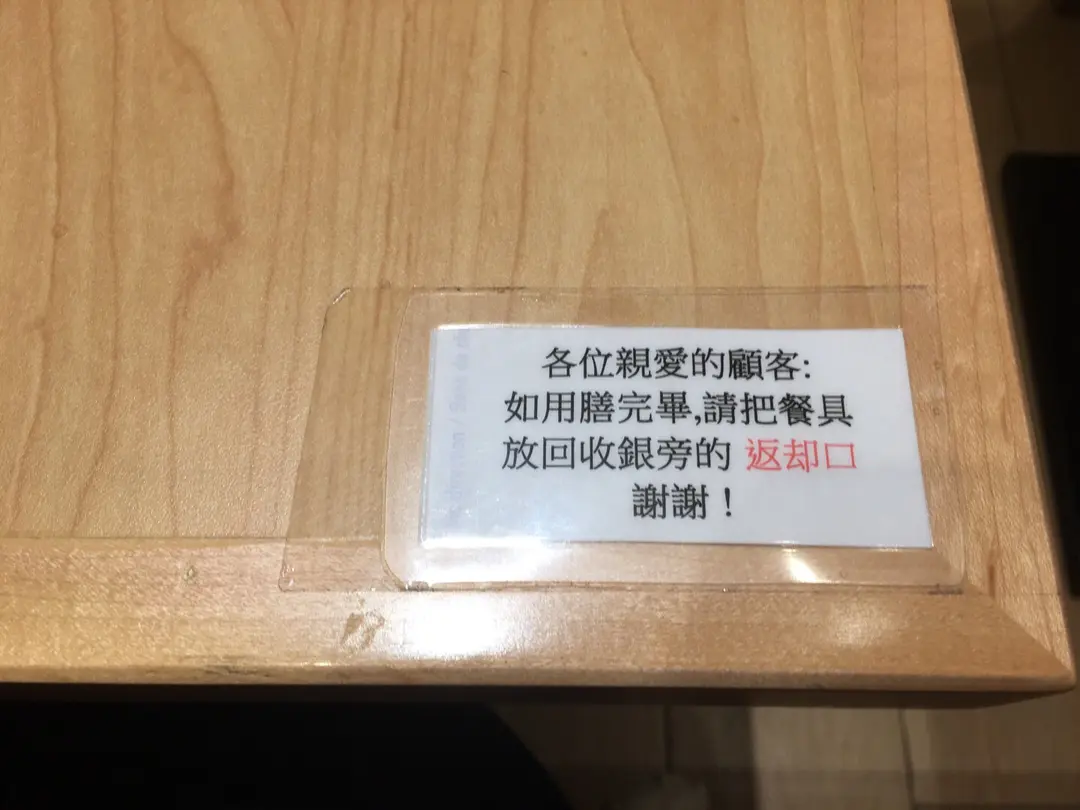 各位親愛的顧客:
如用膳完畢,請把餐具
放回收銀旁的 返却口
謝謝！